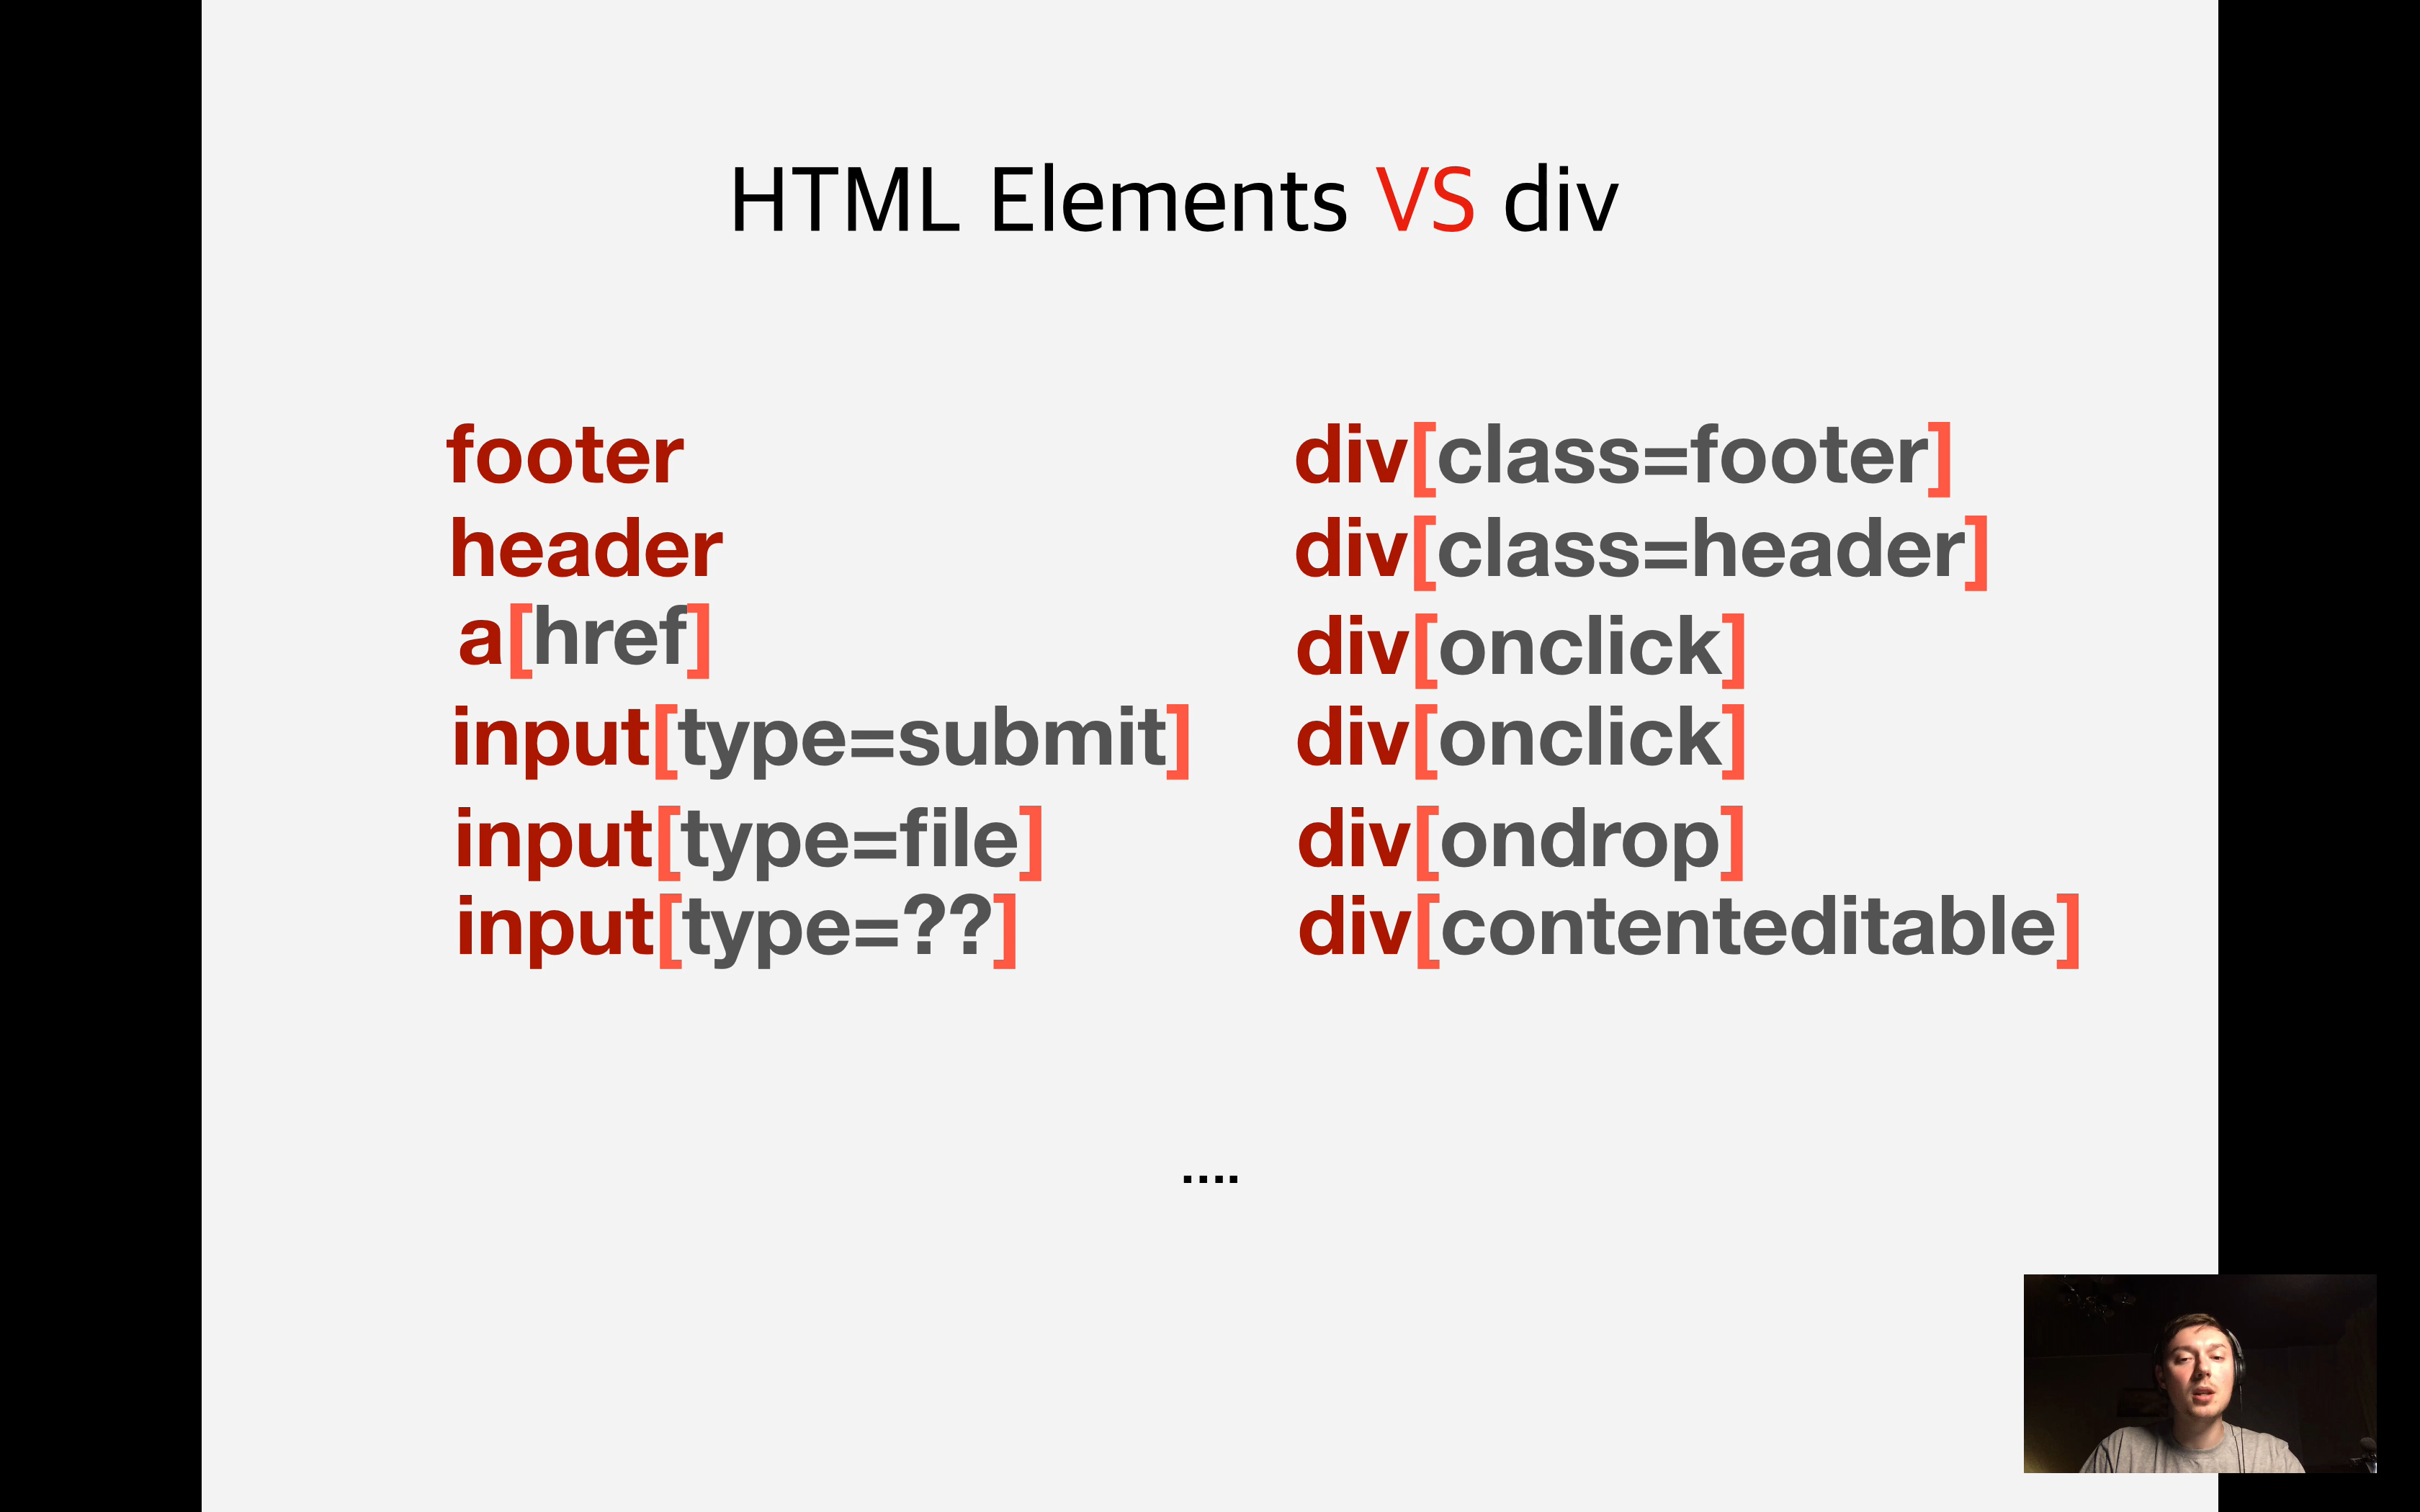 HTML Elements VS div
footer
div[class=footer]
header
div[class=header]
a[href]
div[onclick]
input[type=submit]
div[onclick]
input[type=file]
div[ondrop]
input[type=??]
div[contenteditable]
....